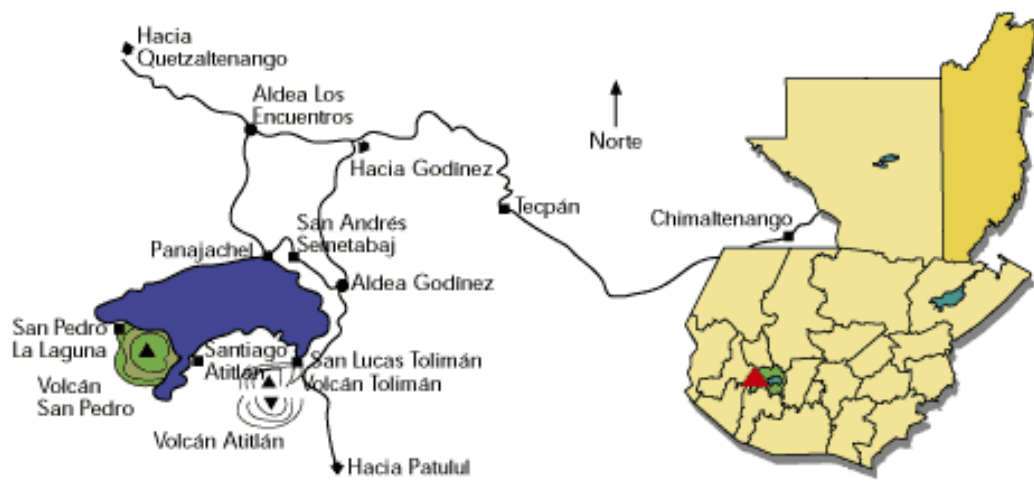 Hacia
Quetzaltenango
Aldea Los
Encuentros
Norte
Hacia Godínez
San Andrés
Semetabaj
Tecpán
Chimaltenango
Panajachel
Aldea Godínez
San Pedro
La Laguna
Santiago
Atitlán
San Lucas Tolimán
Volcán Tolimán
Volcán
San Pedro
Volcán Atitlán
Hacia Patulul